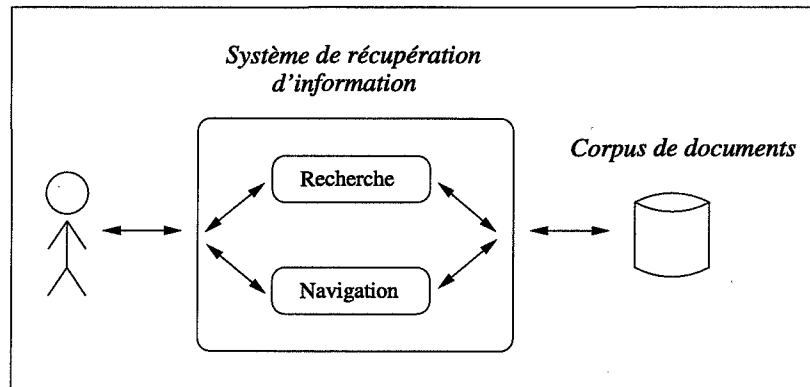 Système de récupération
d'information
Corpus de documents
Recherche
Navigation